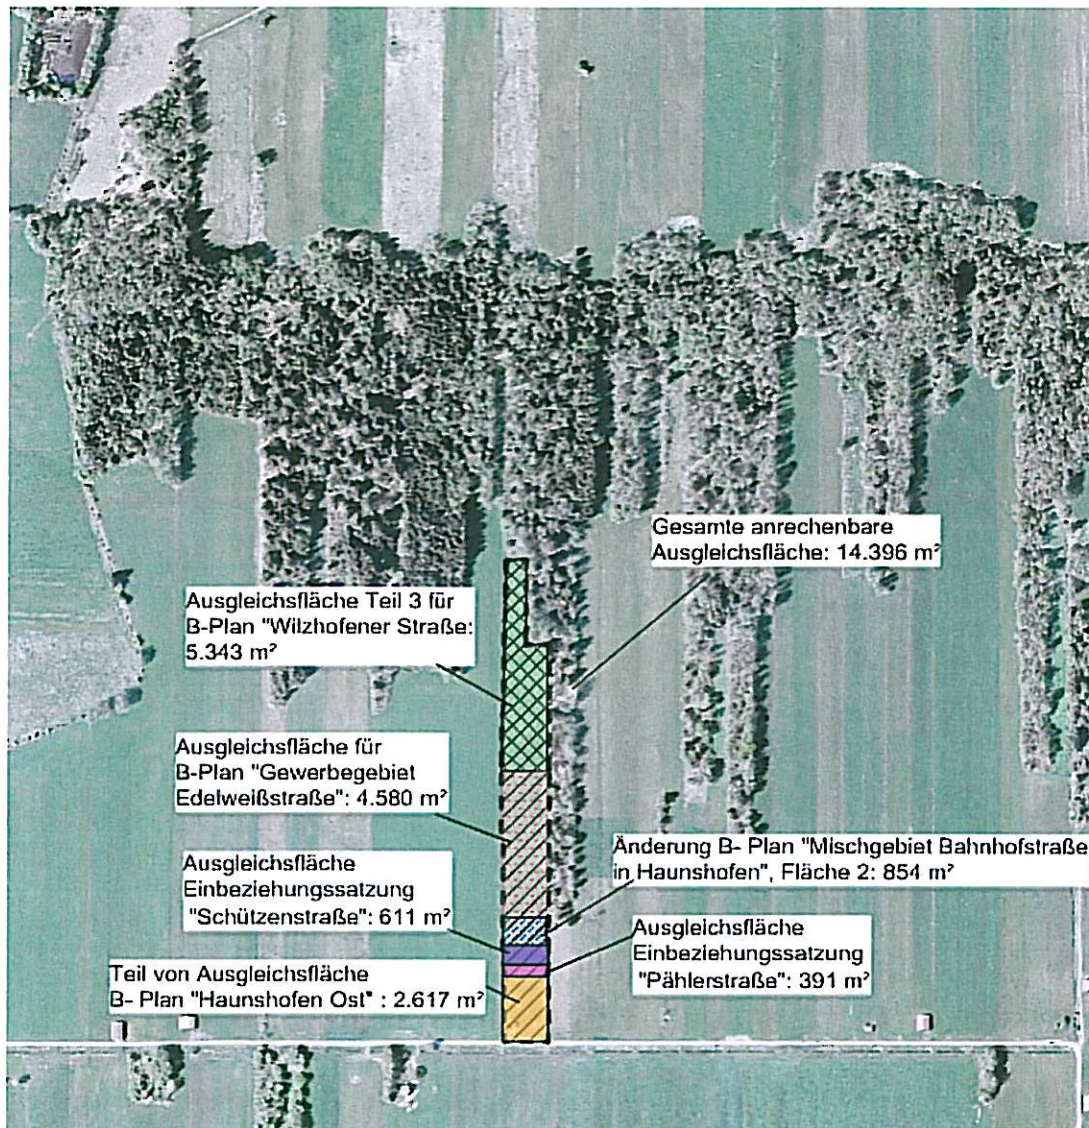 Gesamte anrechenbare
Ausgleichsfläche: 14.396 m²
Ausgleichsfläche Teil 3 für
B-Plan "Wilzhofener Straße:
5.343 m²
Ausgleichsfläche für
B-Plan "Gewerbegebiet
Edelweißstraße": 4.580 m²
Änderung B- Plan "Mischgebiet Bahnhofstraße
in Haunshofen", Fläche 2: 854 m²
Ausgleichsfläche
Einbeziehungssatzung
"Schützenstraße": 611 m²
Ausgleichsfläche
Einbeziehungssatzung
"Pählerstraße": 391 m²
Teil von Ausgleichsfläche
B- Plan "Haunshofen Ost" : 2.617 m²